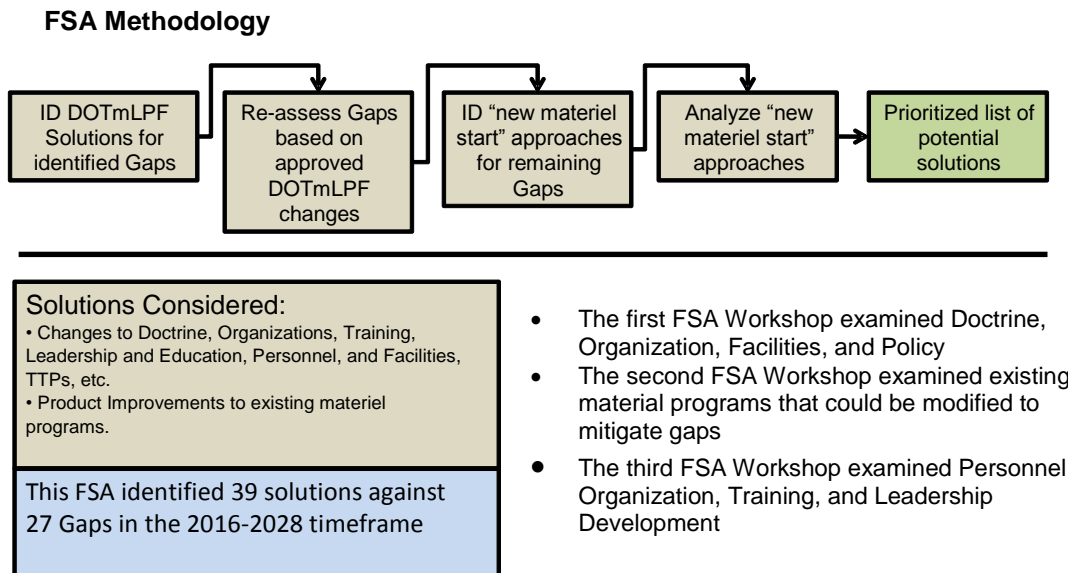 FSA Methodology
ID DOTmLPF
Solutions for
identified Gaps
Re-assess Gaps
based on
approved
DOTmLPF
changes
ID “new materiel
start” approaches
for remaining
Gaps
Analyze “new
materiel start”
approaches
Prioritized list of
potential
solutions
Solutions Considered:
• Changes to Doctrine, Organizations, Training,
Leadership and Education, Personnel, and Facilities,
TTPs, etc.
• Product Improvements to existing materiel
programs.
This FSA identified 39 solutions against
27 Gaps in the 2016-2028 timeframe
• The first FSA Workshop examined Doctrine,
Organization, Facilities, and Policy
• The second FSA Workshop examined existing
material programs that could be modified to
mitigate gaps
• The third FSA Workshop examined Personnel
Organization, Training, and Leadership
Development